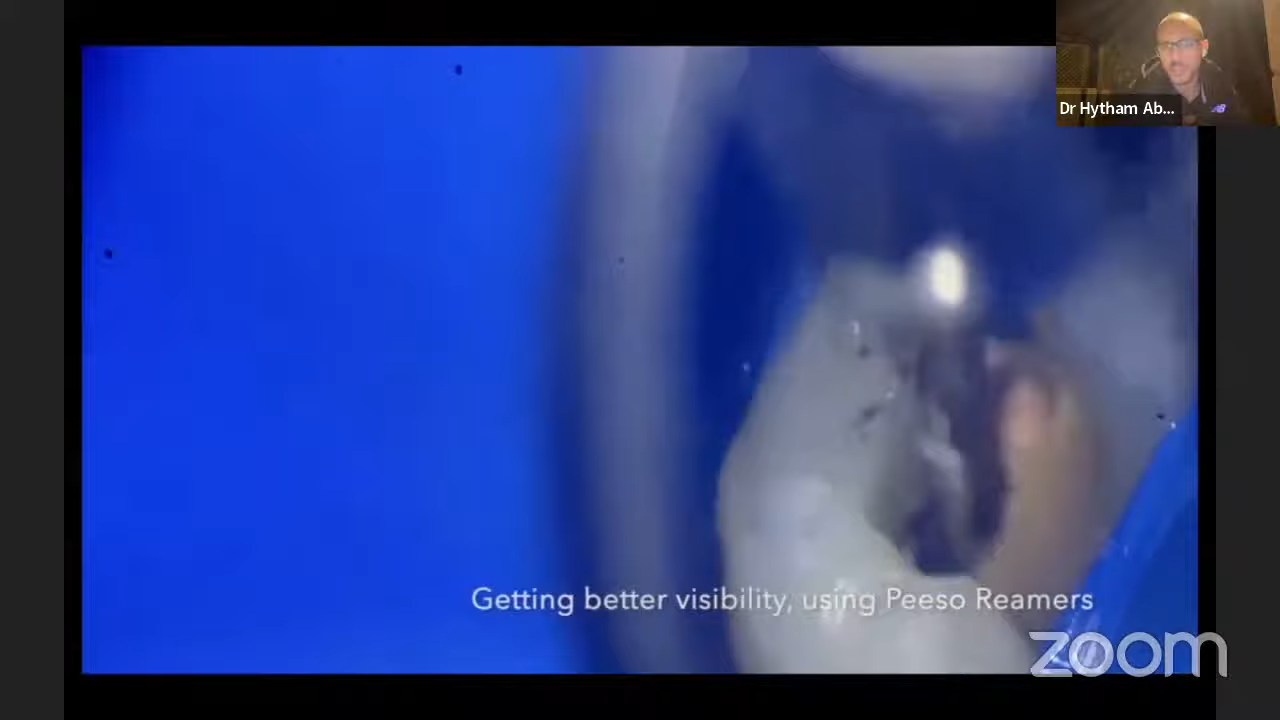 Dr Hytham Ab...
Getting better visibility, using Peeso Reamers
zoom